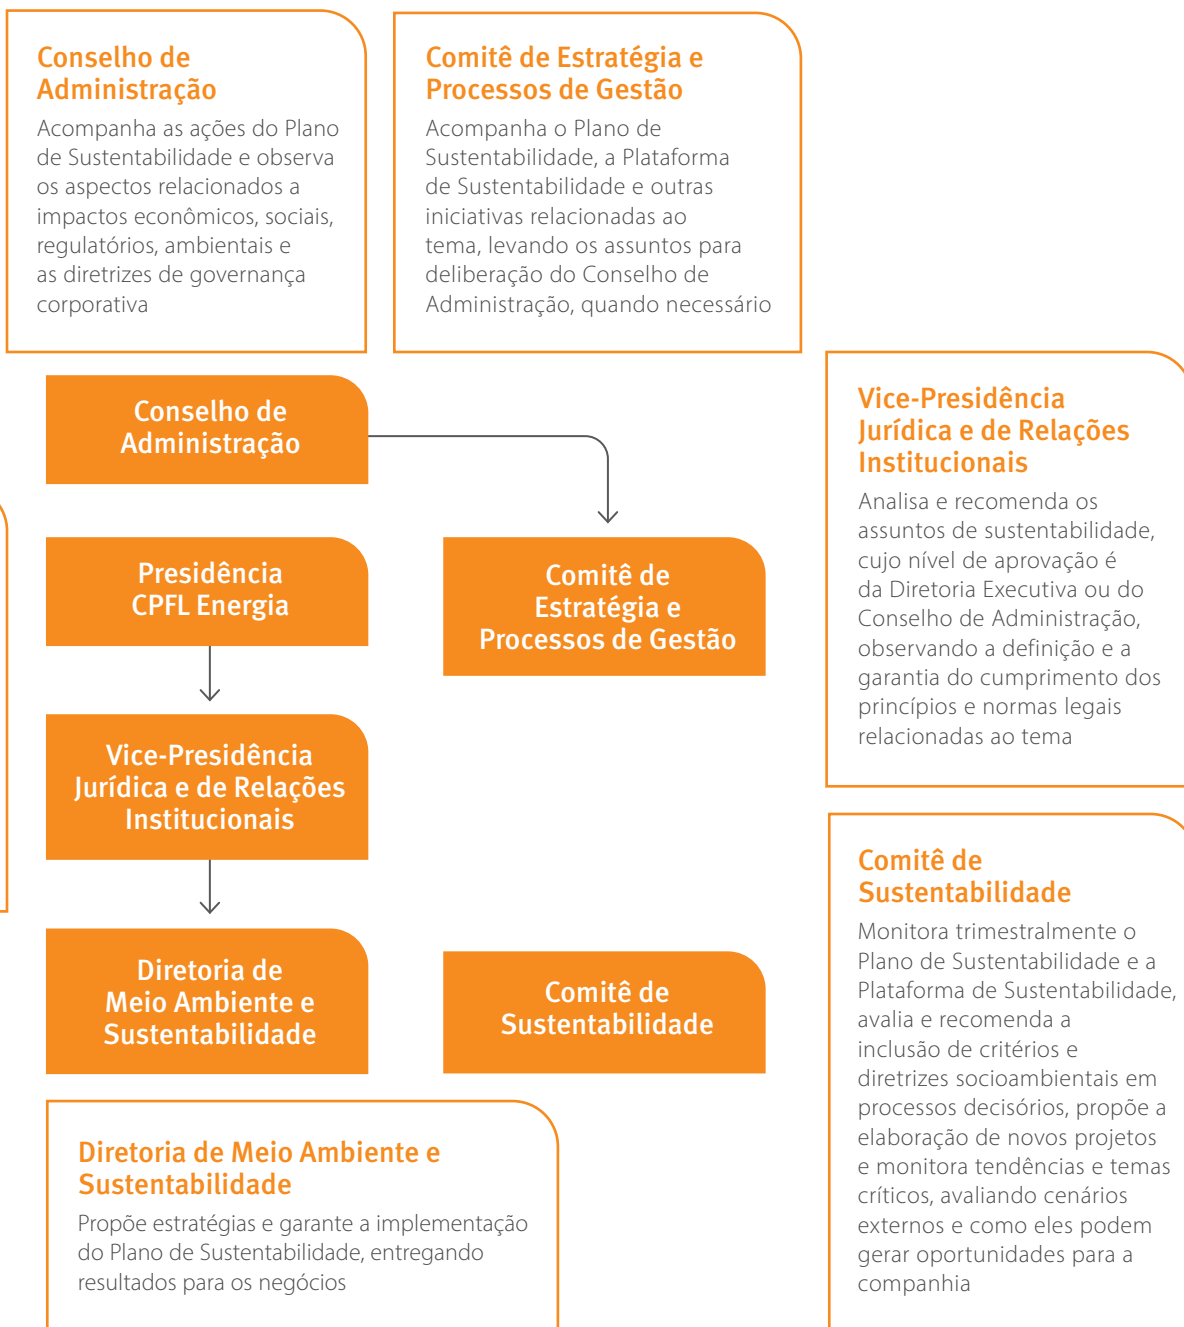 Conselho de
Administração
Acompanha as ações do Plano
de Sustentabilidade e observa
os aspectos relacionados a
impactos econômicos, sociais,
regulatórios, ambientais e
as diretrizes de governança
corporativa
Comitê de Estratégia e
Processos de Gestão
Acompanha o Plano de
Sustentabilidade, a Plataforma
de Sustentabilidade e outras
iniciativas relacionadas ao
tema, levando os assuntos para
deliberação do Conselho de
Administração, quando necessário
Conselho de
Administração
Presidência
CPFL Energia
Comitê de
Estratégia e
Processos de Gestão
Vice-Presidência
Jurídica e de Relações
Institucionais
Diretoria de
Meio Ambiente e
Sustentabilidade
Comitê de
Sustentabilidade
Vice-Presidência
Jurídica e de Relações
Institucionais
Analisa e recomenda os
assuntos de sustentabilidade,
cujo nível de aprovação é
da Diretoria Executiva ou do
Conselho de Administração,
observando a definição e a
garantia do cumprimento dos
princípios e normas legais
relacionadas ao tema
Comitê de
Sustentabilidade
Monitora trimestralmente o
Plano de Sustentabilidade e a
Plataforma de Sustentabilidade,
avalia e recomenda a
inclusão de critérios e
diretrizes socioambientais em
processos decisórios, propõe a
elaboração de novos projetos
e monitora tendências e temas
críticos, avaliando cenários
externos e como eles podem
gerar oportunidades para a
companhia
Diretoria de Meio Ambiente e
Sustentabilidade
Propõe estratégias e garante a implementação
do Plano de Sustentabilidade, entregando
resultados para os negócios